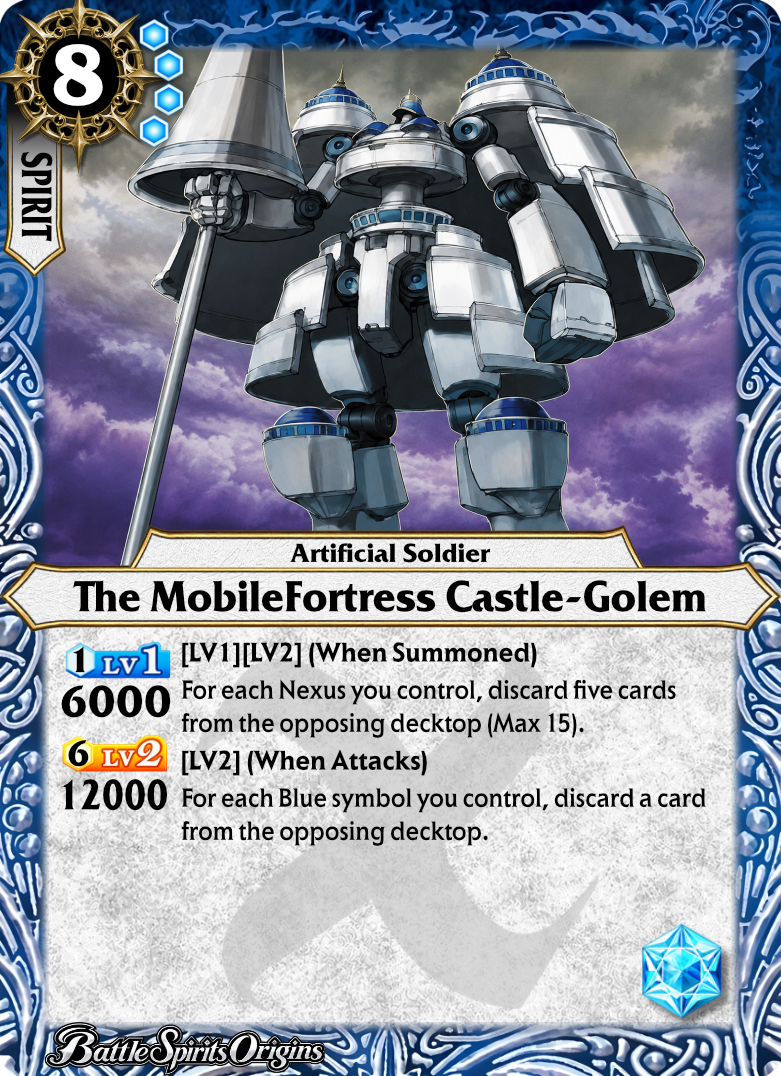 8
SPIRIT
Artificial Soldier
The MobileFortress Castle-Golem
1 LV1
6000
[LV1][LV2] (When Summoned)
For each Nexus you control, discard five cards
from the opposing decktop (Max 15).
6 LV2
12000
[LV2] (When Attacks)
For each Blue symbol you control, discard a card
from the opposing decktop.
BattleSpiritsOrigins